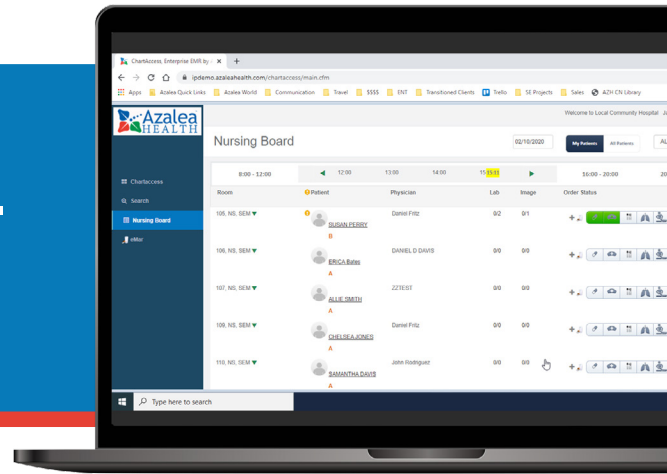 ChartAccess, Enterprise EMR by
ipdemo.azaleahealth.com/chartaccess/main.cfm
Apps Azalea Quick Links Azalea World Communication Travel SSSS ENT Transitioned Clients Trello SE Projects Sales AZH CN Library
Azalea
HEALTH
Welcome to Local Community Hospital
Nursing Board
02/10/2020
My Patients
All Patients
8:00 - 12:00
12:00
13:00
14:00
15:11
16:00 - 20:00
20
Chartaccess
Search
Nursing Board
eMar
Room Patient Physician Lab Image Order Status
105, NS, SEM SUSAN PERRY Daniel Fritz 0/2 0/1
B
106, NS, SEM ERICA Bates DANIEL D DAVIS 0/0 0/0
A
107, NS, SEM ALLIE SMITH ZZTEST 0/0 0/0
A
109, NS, SEM CHELSEA JONES Daniel Fritz 0/0 0/0
A
110, NS, SEM SAMANTHA DAVIS John Rodriguez 0/0 0/0
A
Type here to search